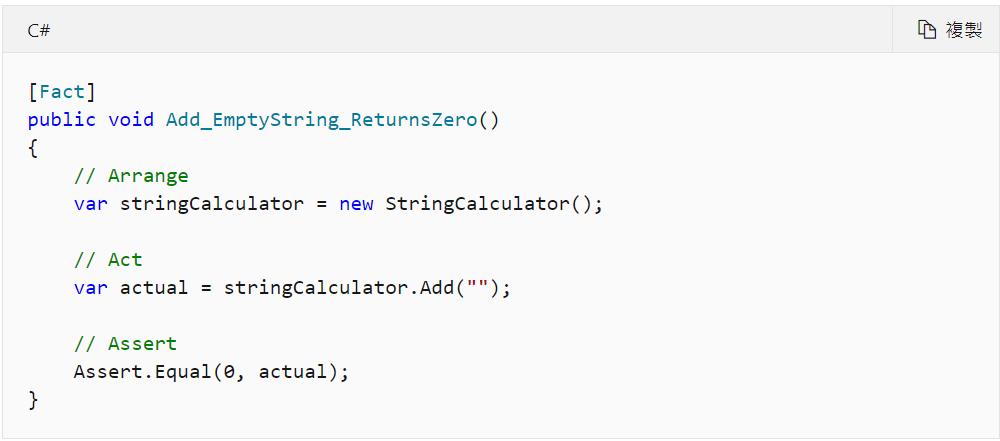 C#
複製
[Fact]
public void Add_EmptyString_ReturnsZero()
{
    // Arrange
    var stringCalculator = new StringCalculator();

    // Act
    var actual = stringCalculator.Add("");

    // Assert
    Assert.Equal(0, actual);
}